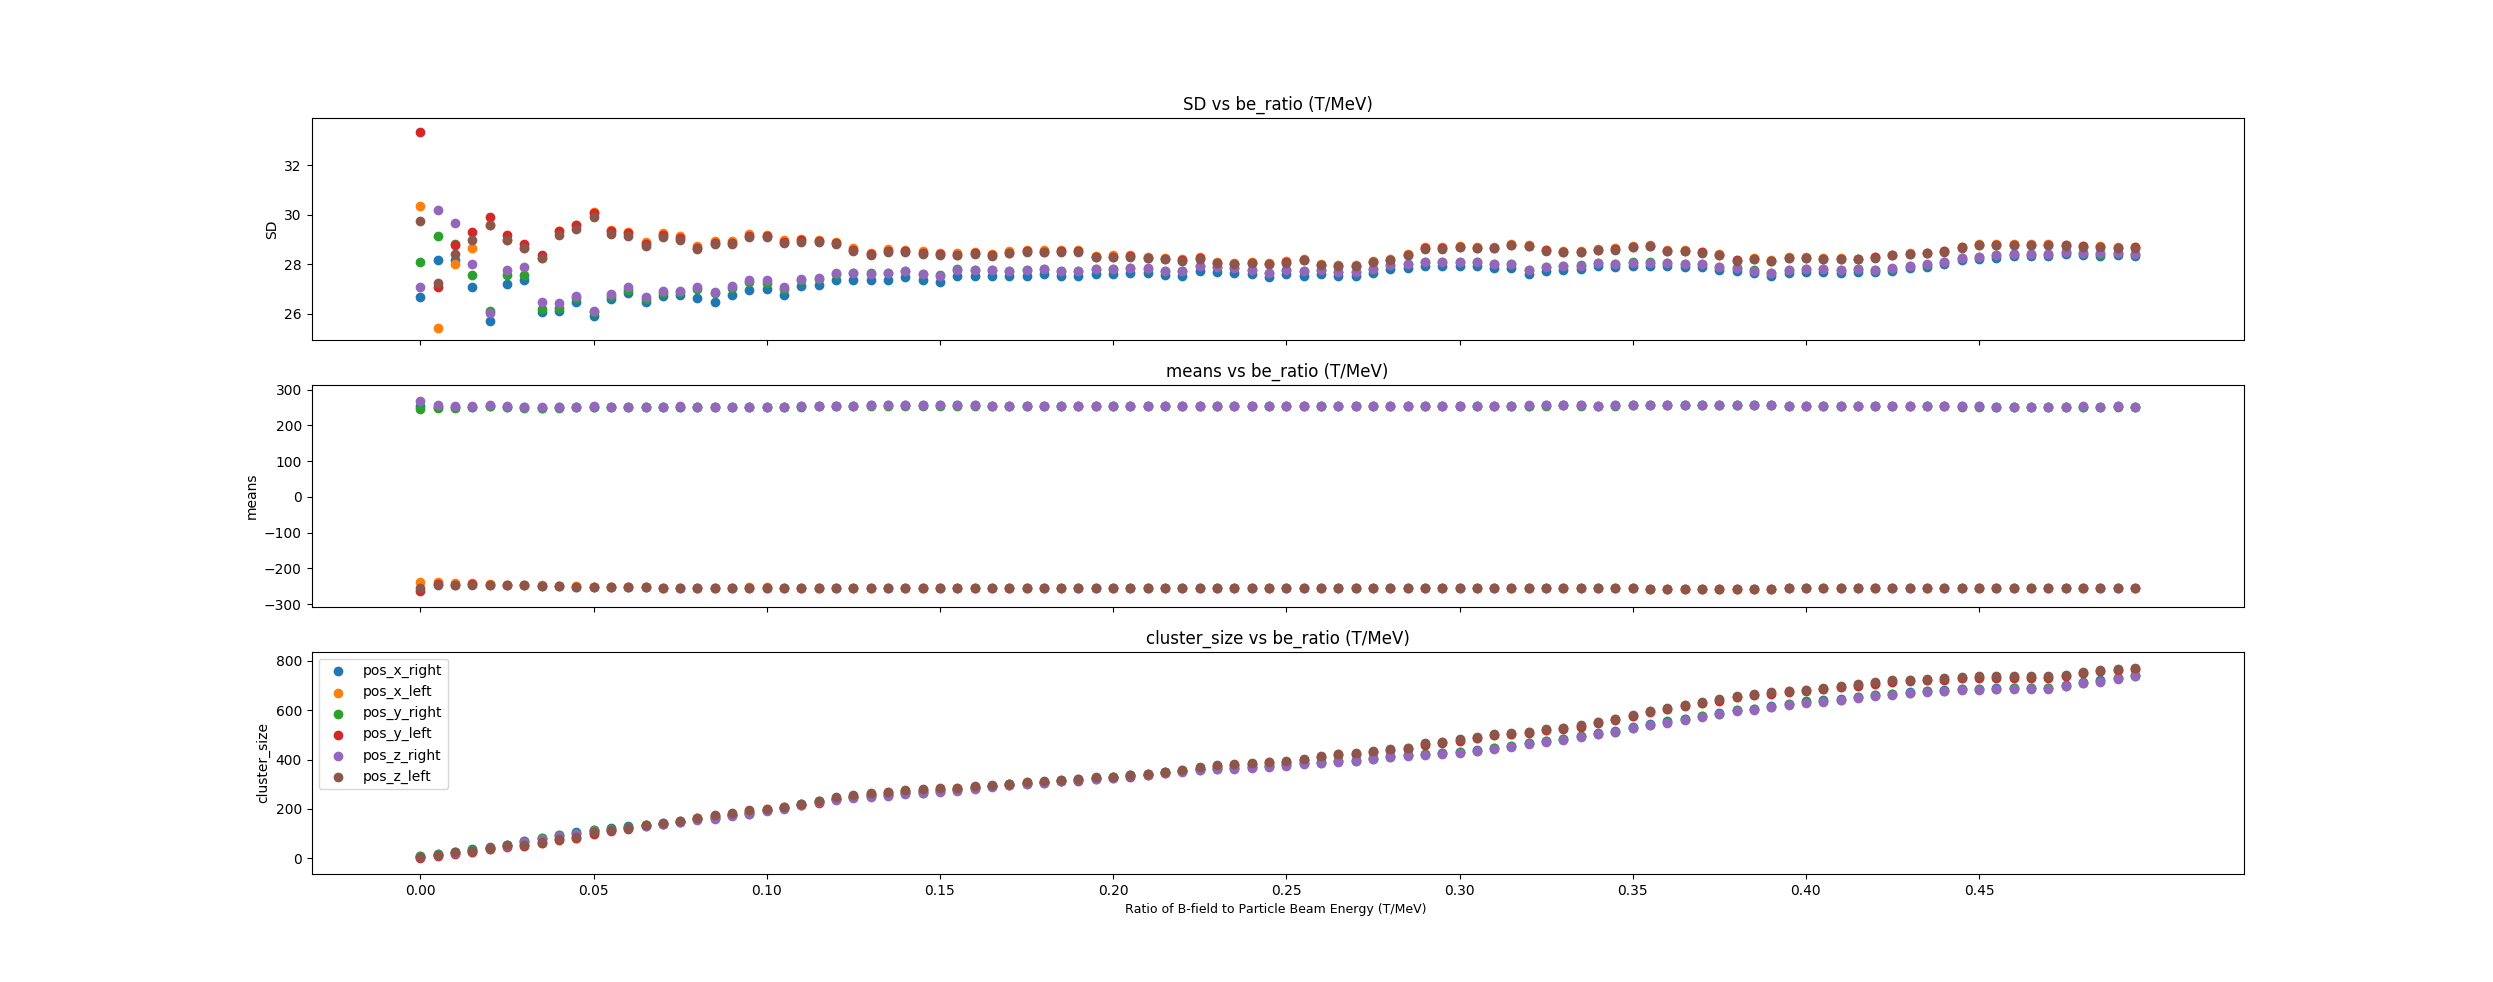 SD vs be_ratio (T/MeV)
32
30
28
26
SD
means vs be_ratio (T/MeV)
300
200
100
0
−100
−200
−300
means
cluster_size vs be_ratio (T/MeV)
800
600
400
200
0
cluster_size
pos_x_right
pos_x_left
pos_y_right
pos_y_left
pos_z_right
pos_z_left
0.00 0.05 0.10 0.15 0.20 0.25 0.30 0.35 0.40 0.45
Ratio of B-field to Particle Beam Energy (T/MeV)